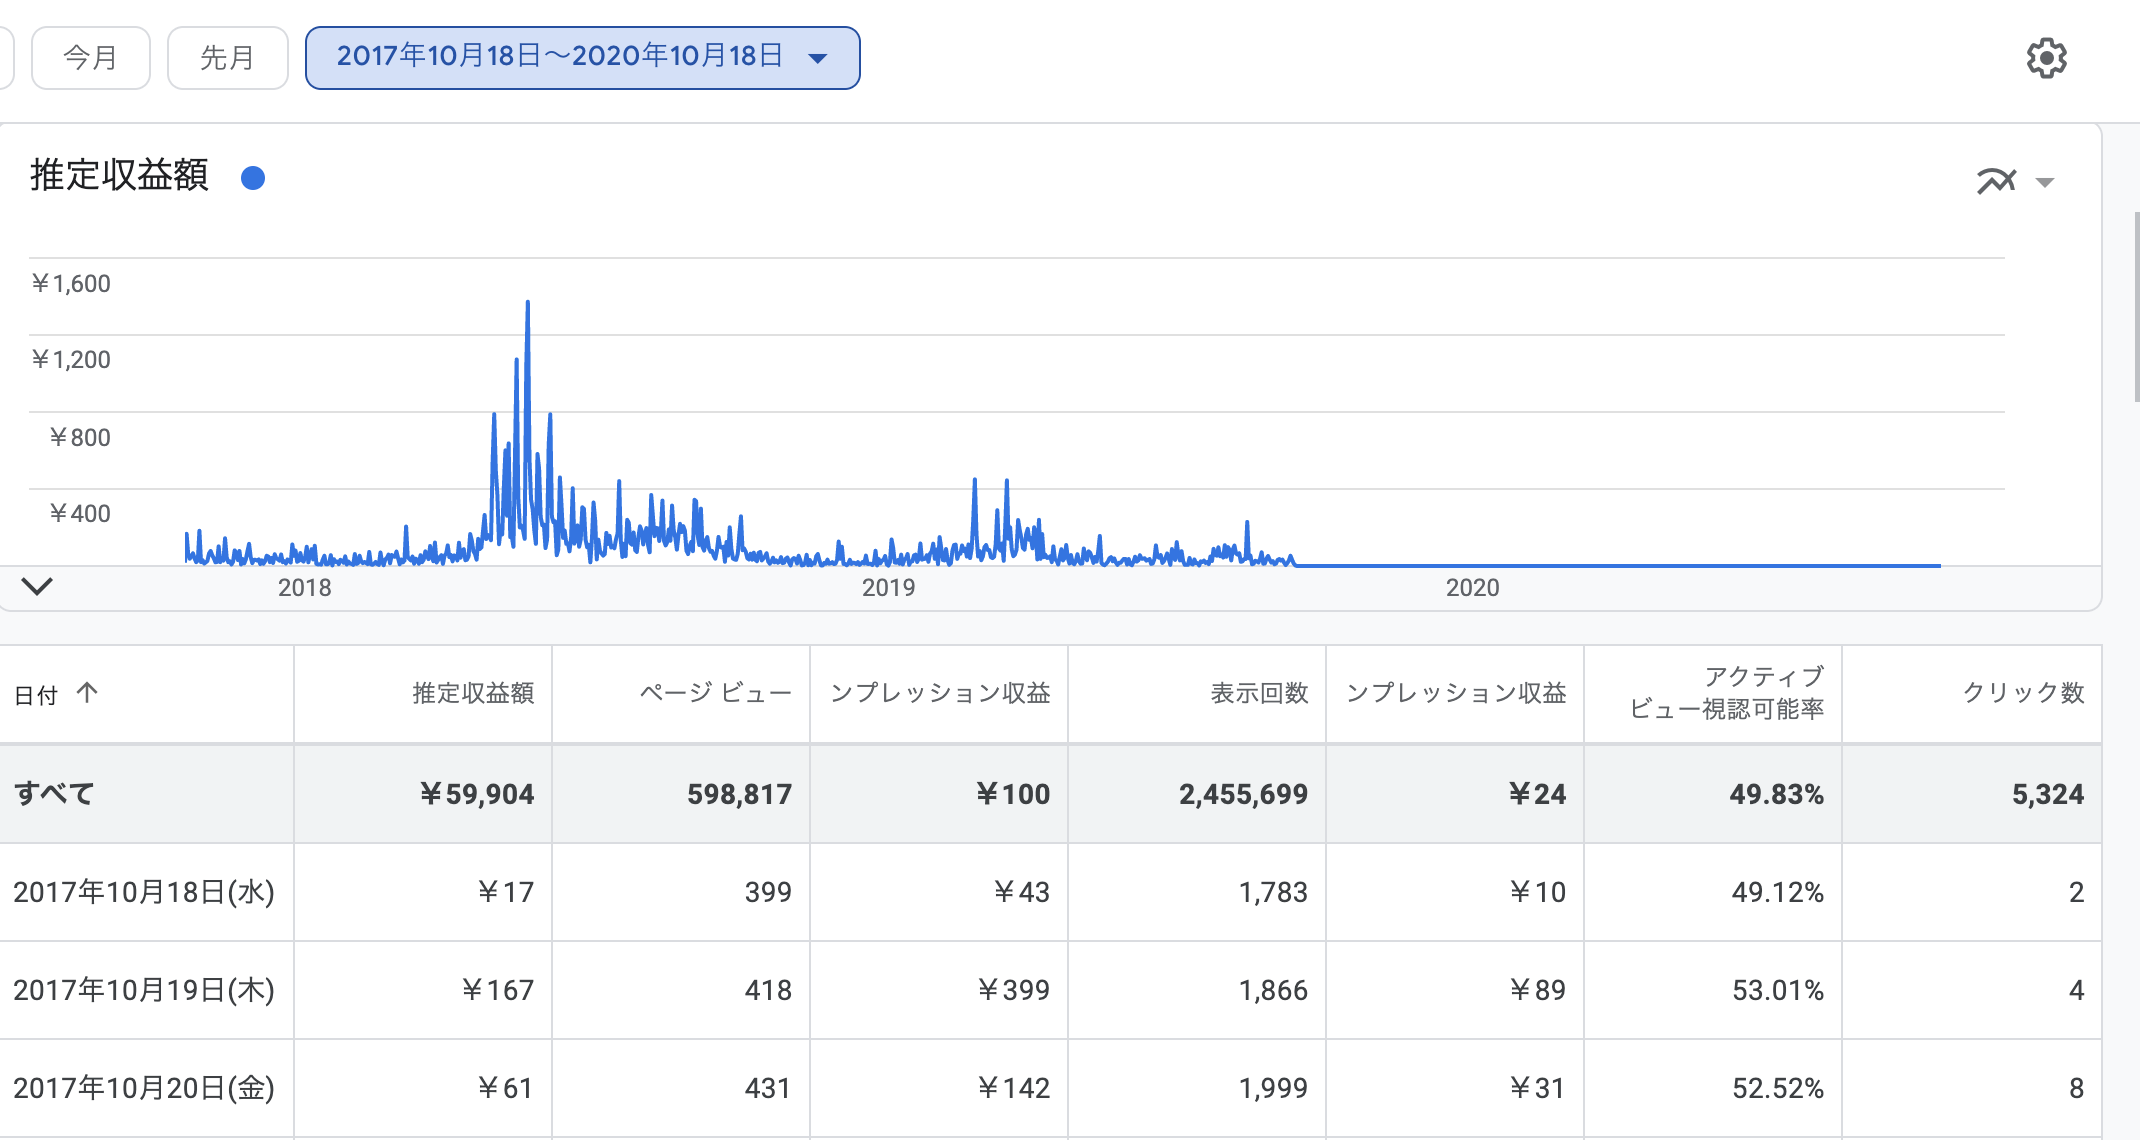 今月
先月
2017年10月18日～2020年10月18日
推定収益額
￥1,600
￥1,200
￥800
￥400
2018 2019 2020
日付 推定収益額 ページ ビュー ンプレッション収益 表示回数 ンプレッション収益 アクティブ ビュー視認可能率 クリック数
すべて ￥59,904 598,817 ￥100 2,455,699 ￥24 49.83% 5,324
2017年10月18日(水) ￥17 399 ￥43 1,783 ￥10 49.12% 2
2017年10月19日(木) ￥167 418 ￥399 1,866 ￥89 53.01% 4
2017年10月20日(金) ￥61 431 ￥142 1,999 ￥31 52.52% 8